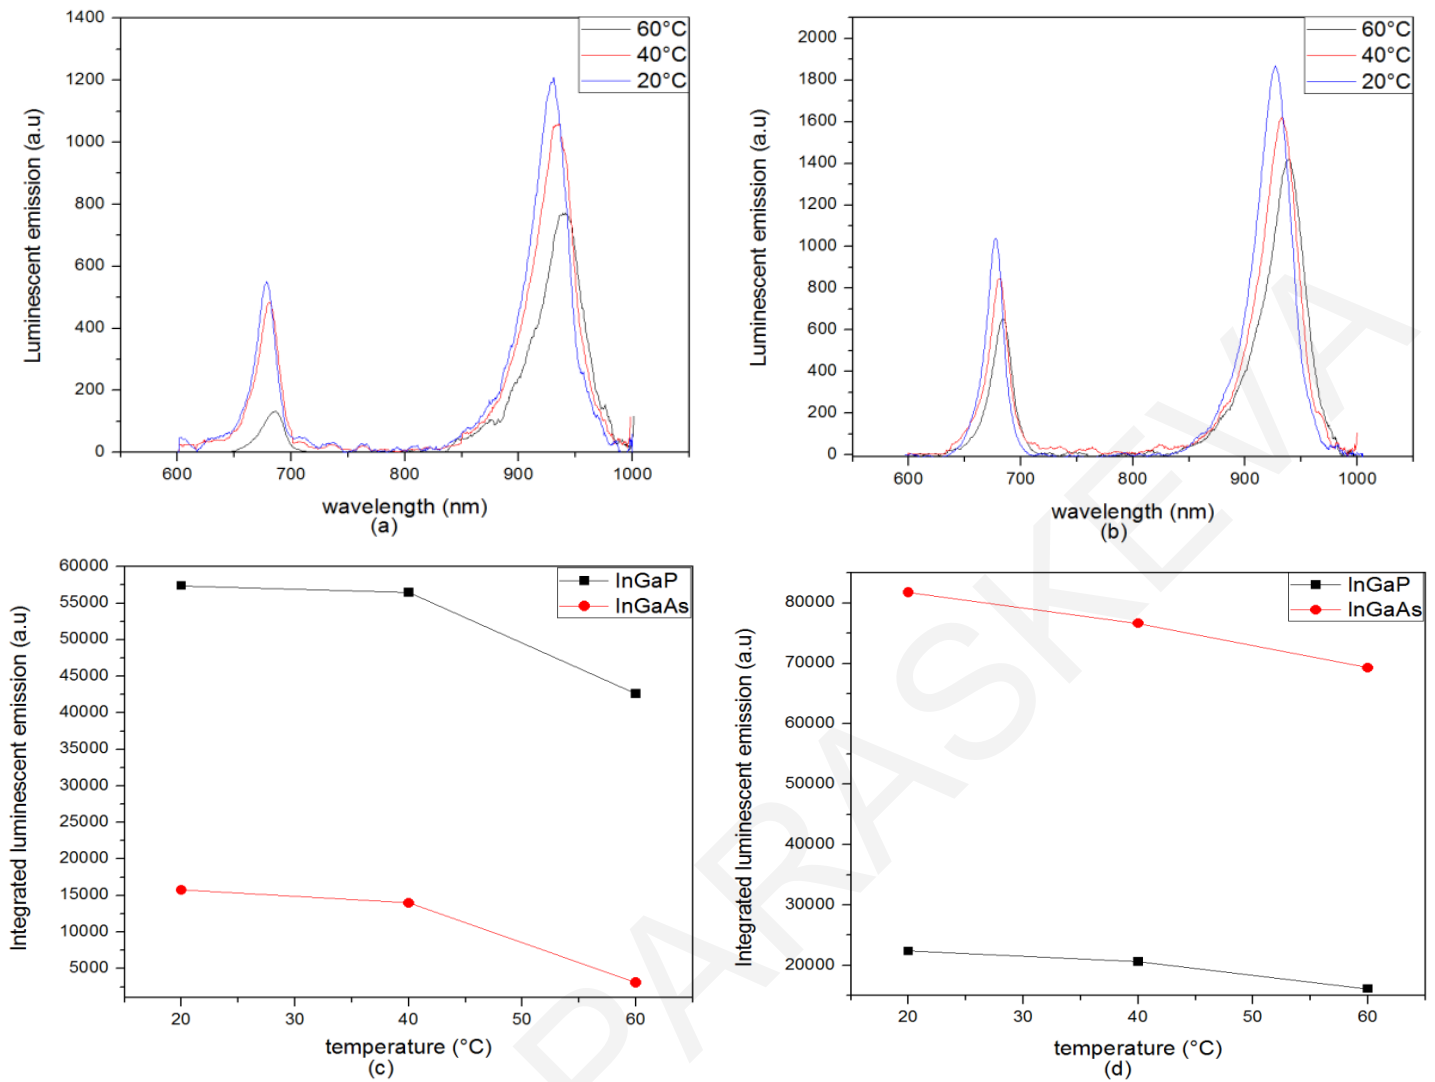 1400
1200
1000
800
600
400
200
0
600 700 800 900 1000
Luminescent emission (a.u)
wavelength (nm)
(a)
60°C
40°C
20°C
2000
1800
1600
1400
1200
1000
800
600
400
200
0
600 700 800 900 1000
Luminescent emission (a.u)
wavelength (nm)
(b)
60°C
40°C
20°C
60000
55000
50000
45000
40000
35000
30000
25000
20000
15000
10000
5000
20 30 40 50 60
Integrated luminescent emission (a.u)
temperature (°C)
(c)
InGaP
InGaAs
80000
70000
60000
50000
40000
30000
20000
20 30 40 50 60
Integrated luminescent emission (a.u)
temperature (°C)
(d)
InGaP
InGaAs
PARASKEVA